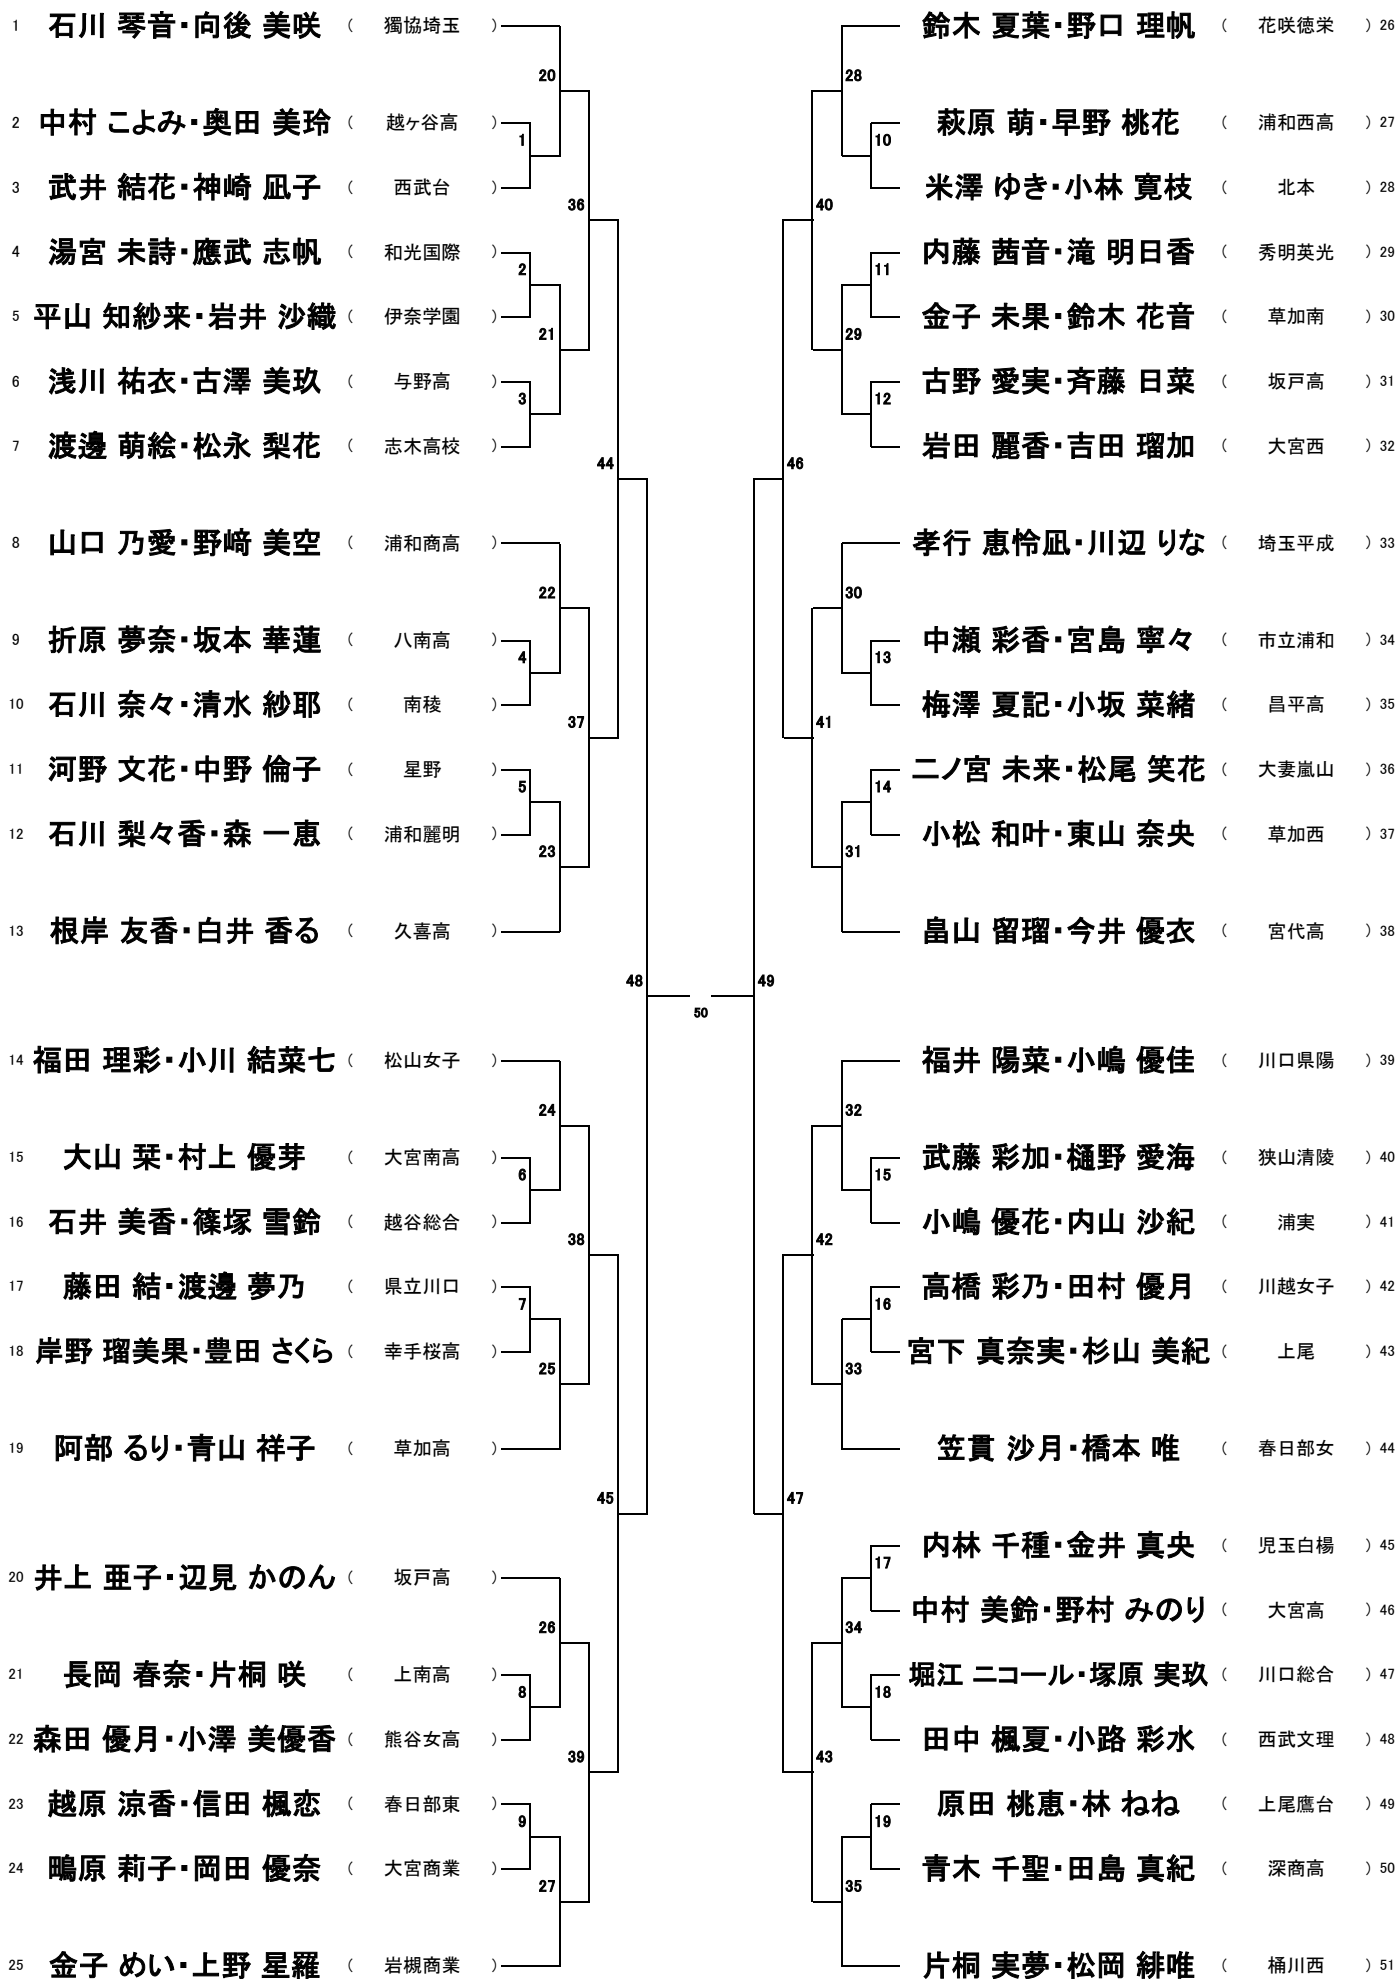 1 石川 琴音・向後 美咲 （ 獨協埼玉 ）
20
2 中村 こよみ・奥田 美玲 （ 越ヶ谷高 ）
1
3 武井 結花・神崎 凪子 （ 西武台 ）
36
4 湯宮 未詩・應武 志帆 （ 和光国際 ）
2
5 平山 知紗来・岩井 沙織 （ 伊奈学園 ）
21
6 浅川 祐衣・古澤 美玖 （ 与野高 ）
3
7 渡邊 萌絵・松永 梨花 （ 志木高校 ）
44
8 山口 乃愛・野﨑 美空 （ 浦和商高 ）
22
9 折原 夢奈・坂本 華蓮 （ 八南高 ）
4
10 石川 奈々・清水 紗耶 （ 南稜 ）
37
11 河野 文花・中野 倫子 （ 星野 ）
5
12 石川 梨々香・森 一恵 （ 浦和麗明 ）
23
13 根岸 友香・白井 香る （ 久喜高 ）
48
14 福田 理彩・小川 結菜七 （ 松山女子 ）
24
15 大山 栞・村上 優芽 （ 大宮南高 ）
6
16 石井 美香・篠塚 雪鈴 （ 越谷総合 ）
38
17 藤田 結・渡邊 夢乃 （ 県立川口 ）
7
18 岸野 瑠美果・豊田 さくら （ 幸手桜高 ）
25
19 阿部 るり・青山 祥子 （ 草加高 ）
45
20 井上 亜子・辺見 かのん （ 坂戸高 ）
26
21 長岡 春奈・片桐 咲 （ 上南高 ）
8
22 森田 優月・小澤 美優香 （ 熊谷女高 ）
39
23 越原 涼香・信田 楓恋 （ 春日部東 ）
9
24 鴫原 莉子・岡田 優奈 （ 大宮商業 ）
27
25 金子 めい・上野 星羅 （ 岩槻商業 ）
50
鈴木 夏葉・野口 理帆 （ 花咲徳栄 ） 26
28
萩原 萌・早野 桃花 （ 浦和西高 ） 27
10
米澤 ゆき・小林 寛枝 （ 北本 ） 28
40
内藤 茜音・滝 明日香 （ 秀明英光 ） 29
11
金子 未果・鈴木 花音 （ 草加南 ） 30
29
古野 愛実・斉藤 日菜 （ 坂戸高 ） 31
12
岩田 麗香・吉田 瑠加 （ 大宮西 ） 32
46
孝行 恵怜凪・川辺 りな （ 埼玉平成 ） 33
30
中瀬 彩香・宮島 寧々 （ 市立浦和 ） 34
13
梅澤 夏記・小坂 菜緒 （ 昌平高 ） 35
41
二ノ宮 未来・松尾 笑花 （ 大妻嵐山 ） 36
14
小松 和叶・東山 奈央 （ 草加西 ） 37
31
畠山 留瑠・今井 優衣 （ 宮代高 ） 38
49
福井 陽菜・小嶋 優佳 （ 川口県陽 ） 39
32
武藤 彩加・樋野 愛海 （ 狭山清陵 ） 40
15
小嶋 優花・内山 沙紀 （ 浦実 ） 41
42
高橋 彩乃・田村 優月 （ 川越女子 ） 42
16
宮下 真奈実・杉山 美紀 （ 上尾 ） 43
33
笠貫 沙月・橋本 唯 （ 春日部女 ） 44
47
内林 千種・金井 真央 （ 児玉白楊 ） 45
17
中村 美鈴・野村 みのり （ 大宮高 ） 46
34
堀江 ニコール・塚原 実玖 （ 川口総合 ） 47
18
田中 楓夏・小路 彩水 （ 西武文理 ） 48
43
原田 桃恵・林 ねね （ 上尾鷹台 ） 49
19
青木 千聖・田島 真紀 （ 深商高 ） 50
35
片桐 実夢・松岡 緋唯 （ 桶川西 ） 51